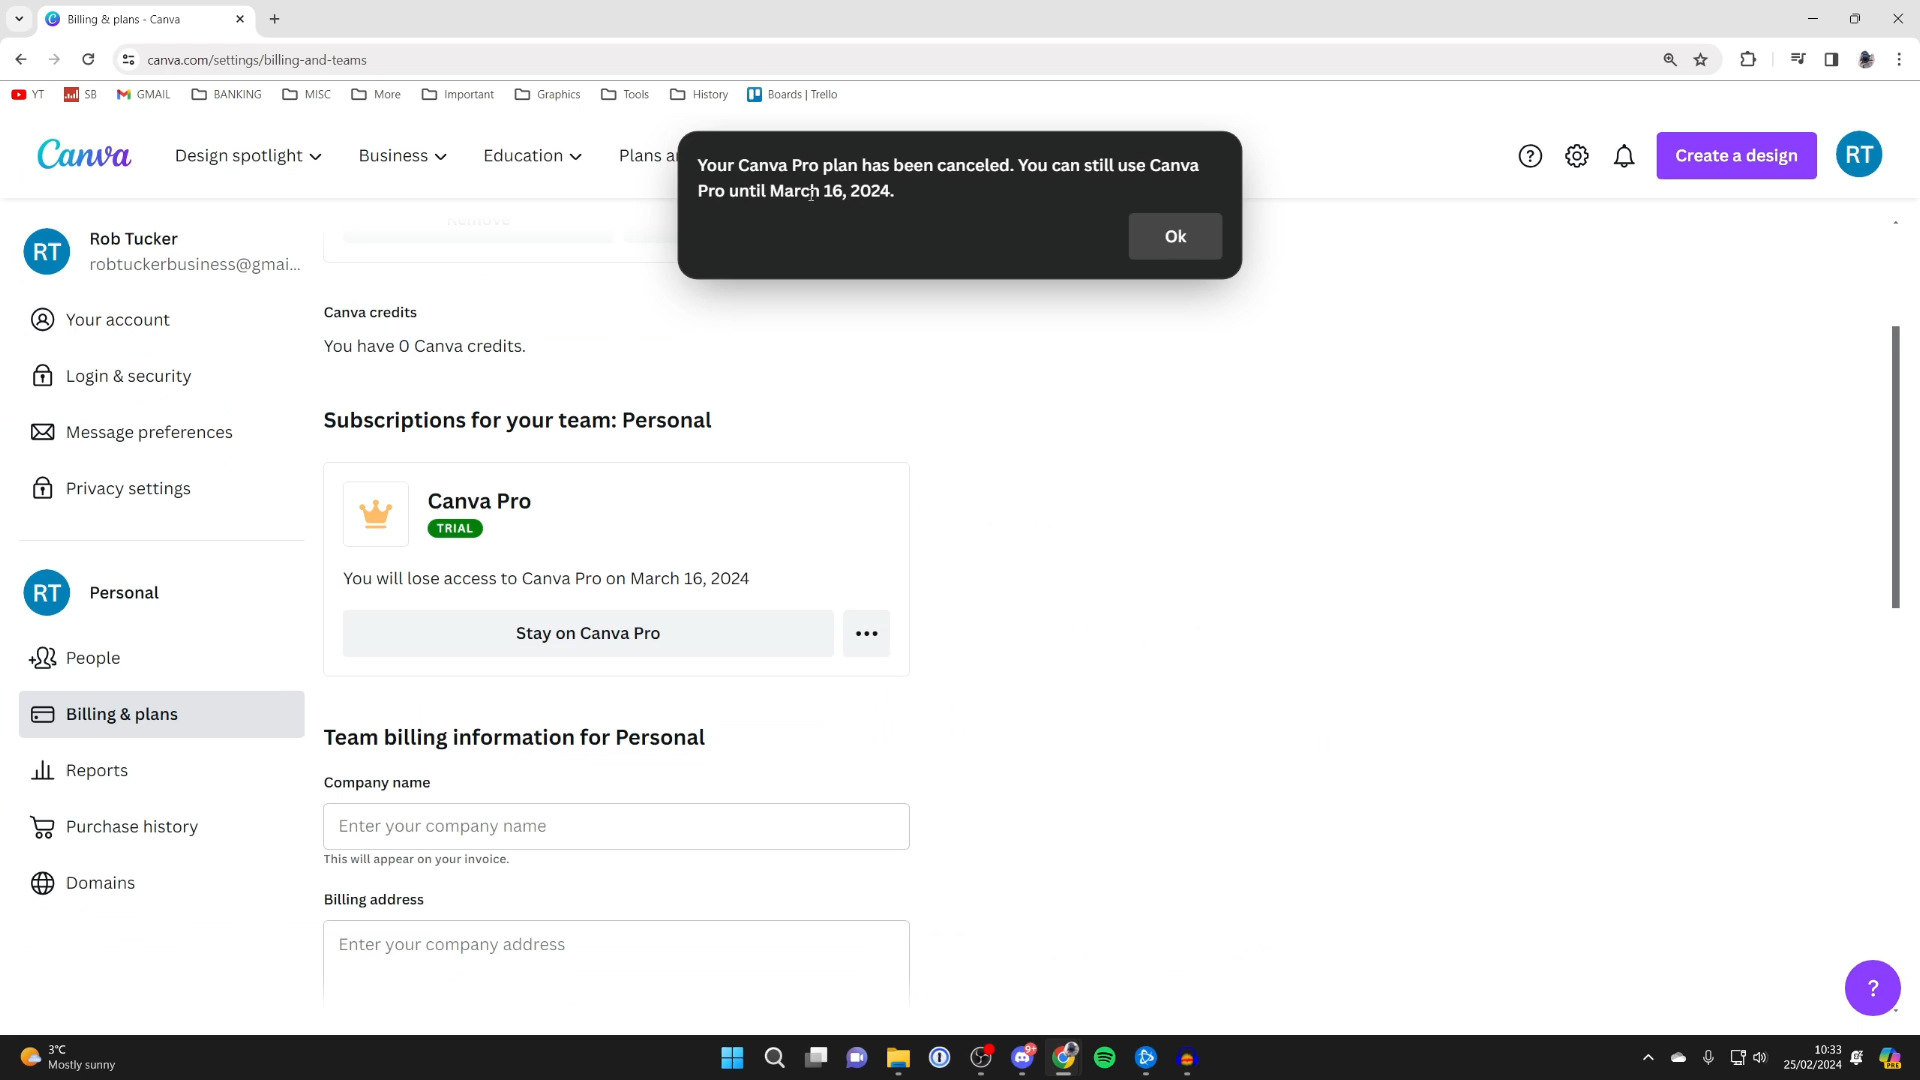 Billing & plans - Canva
canva.com/settings/billing-and-teams
YT
SB
GMAIL
BANKING
MISC
More
Important
Graphics
Tools
History
Boards | Trello
Canva
Design spotlight
Business
Education
Plans a
Create a design
RT
Your Canva Pro plan has been canceled. You can still use Canva
Pro until March 16, 2024.
Ok
RT
Rob Tucker
robtuckerbusiness@gmai...
Your account
Login & security
Message preferences
Privacy settings
RT
Personal
People
Billing & plans
Reports
Purchase history
Domains
Remove
Canva credits
You have 0 Canva credits.
Subscriptions for your team: Personal
Canva Pro
TRIAL
You will lose access to Canva Pro on March 16, 2024
Stay on Canva Pro
Team billing information for Personal
Company name
Enter your company name
This will appear on your invoice.
Billing address
Enter your company address
?
3°C
Mostly sunny
9+
10:33
25/02/2024
PRE